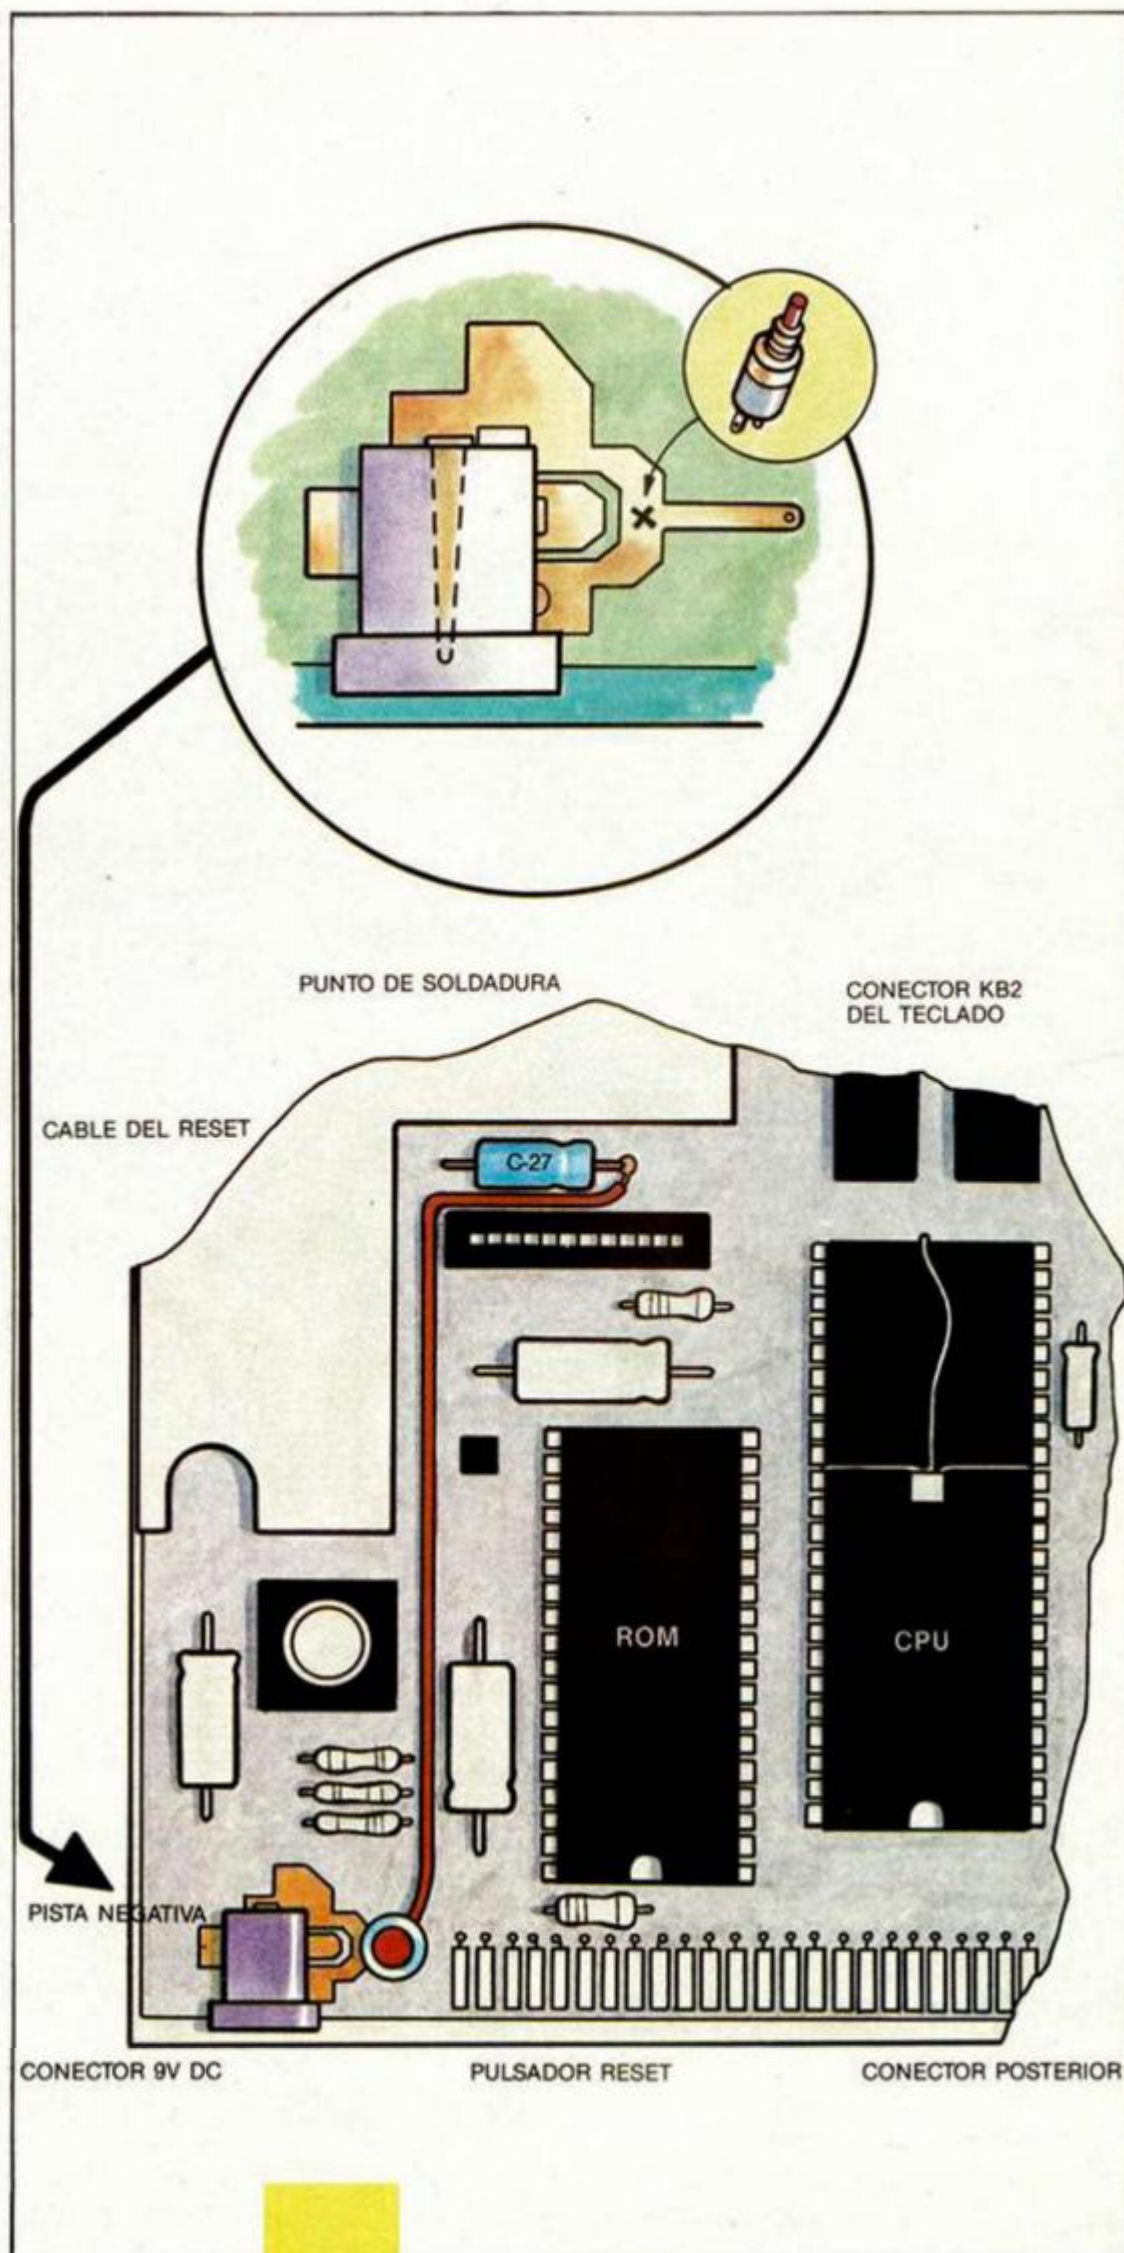 PUNTO DE SOLDADURA
CONECTOR KB2
DEL TECLADO
CABLE DEL RESET
C-27
ROM
CPU
PISTA NEGATIVA
CONECTOR 9V DC
PULSADOR RESET
CONECTOR POSTERIOR